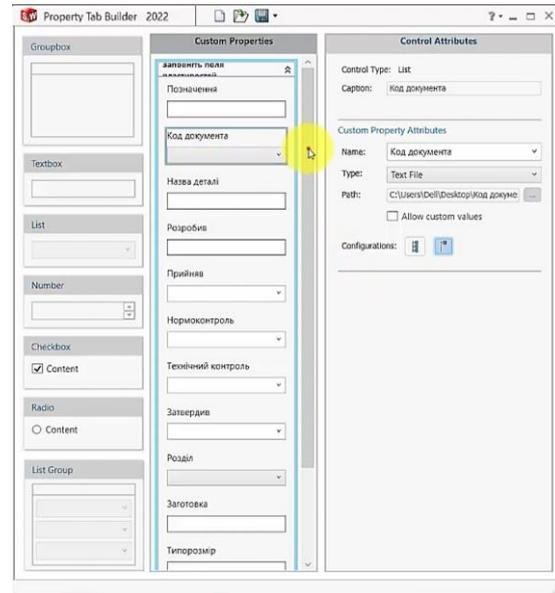 SW Property Tab Builder 2022
? - _ □ ×
Groupbox
Textbox
List
Number
Checkbox
Content
Radio
Content
List Group
Custom Properties
Заповніть поля
Позначення
Код документа
Назва деталі
Розробив
Прийняв
Нормоконтроль
Технічний контроль
Затвердив
Розділ
Заготовка
Типорозмір
Control Attributes
Control Type: List
Caption: Код документа
Custom Property Attributes
Name: Код документа
Type: Text File
Path: C:\Users\Dell\Desktop\Код докуме ...
Allow custom values
Configurations: